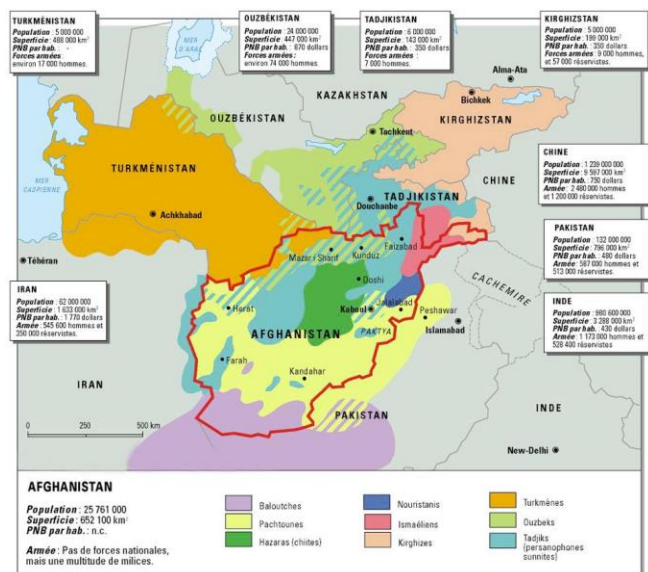 TURKMÉNISTAN
Population : 5 000 000
Superficie : 488 000 km²
PNB par hab. : -
Forces armées :
environ 17 000 hommes.
OUZBÉKISTAN
Population : 24 000 000
Superficie : 447 000 km²
PNB par hab. : 870 dollars
Forces armées :
environ 74 000 hommes.
TADJIKISTAN
Population : 6 000 000
Superficie : 143 000 km²
PNB par hab. : 350 dollars
Forces armées :
7 000 hommes.
KIRGHIZSTAN
Population : 5 000 000
Superficie : 199 000 km²
PNB par hab. : 350 dollars
Forces armées : 9 000 hommes,
et 57 000 réservistes.
MER
D'ARAL
KAZAKHSTAN
Alma-Ata
Bichkek
OUZBÉKISTAN
KIRGHIZSTAN
Tachkent
TURKMÉNISTAN
CHINE
Population : 1 239 000 000
Superficie : 9 597 000 km²
PNB par hab. : 750 dollars
Armée : 2 480 000 hommes
et 1 200 000 réservistes.
MER
CASPIENNE
CHINE
TADJIKISTAN
Douchanbe
Achkhabad
PAKISTAN
Population : 132 000 000
Superficie : 796 000 km²
PNB par hab. : 480 dollars
Armée : 587 000 hommes et
513 000 réservistes.
Téhéran
Mazar i Sharif
Kunduz
Faizabad
Doshi
CACHEMIRE
IRAN
Population : 62 000 000
Superficie : 1 633 000 km²
PNB par hab. : 1 770 dollars
Armée : 545 600 hommes et
350 000 réservistes.
INDE
Population : 980 600 000
Superficie : 3 288 000 km²
PNB par hab. : 430 dollars
Armée : 1 173 000 hommes et
528 400 réservistes
Herat
Kaboul
Jalalabad
Peshawar
Islamabad
AFGHANISTAN
PAKTYA
Farah
Kandahar
IRAN
PAKISTAN
INDE
0 250 500 km
New-Delhi
AFGHANISTAN
Population : 25 761 000
Superficie : 652 100 km²
PNB par hab. : n.c.
Armée : Pas de forces nationales,
mais une multitude de milices.
Baloutches
Pachtounes
Hazaras (chiites)
Nouristanis
Ismaéliens
Kirghizes
Turkmènes
Ouzbeks
Tadjiks
(persanophones
sunnites)